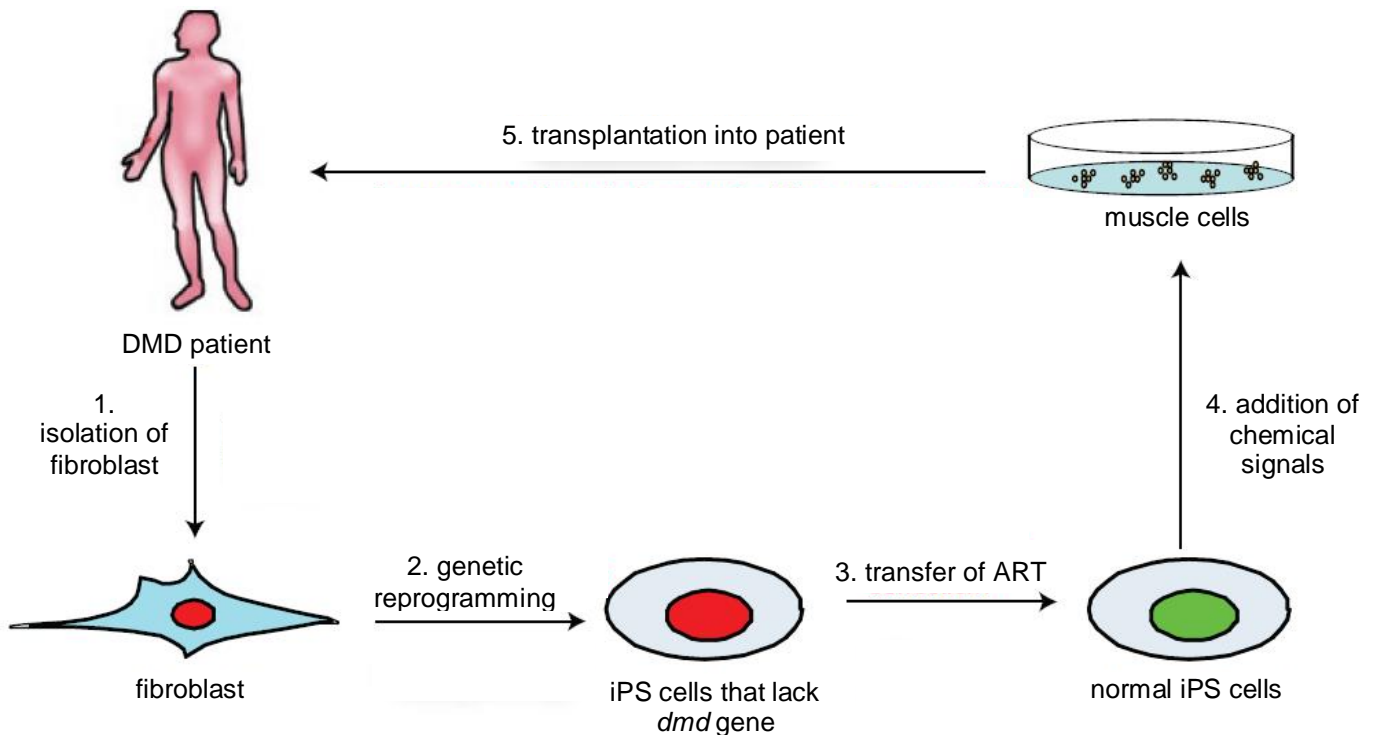 5. transplantation into patient
muscle cells
DMD patient
1.
isolation of
fibroblast
4. addition of
chemical
signals
2. genetic
reprogramming
3. transfer of ART
fibroblast
iPS cells that lack
dmd gene
normal iPS cells